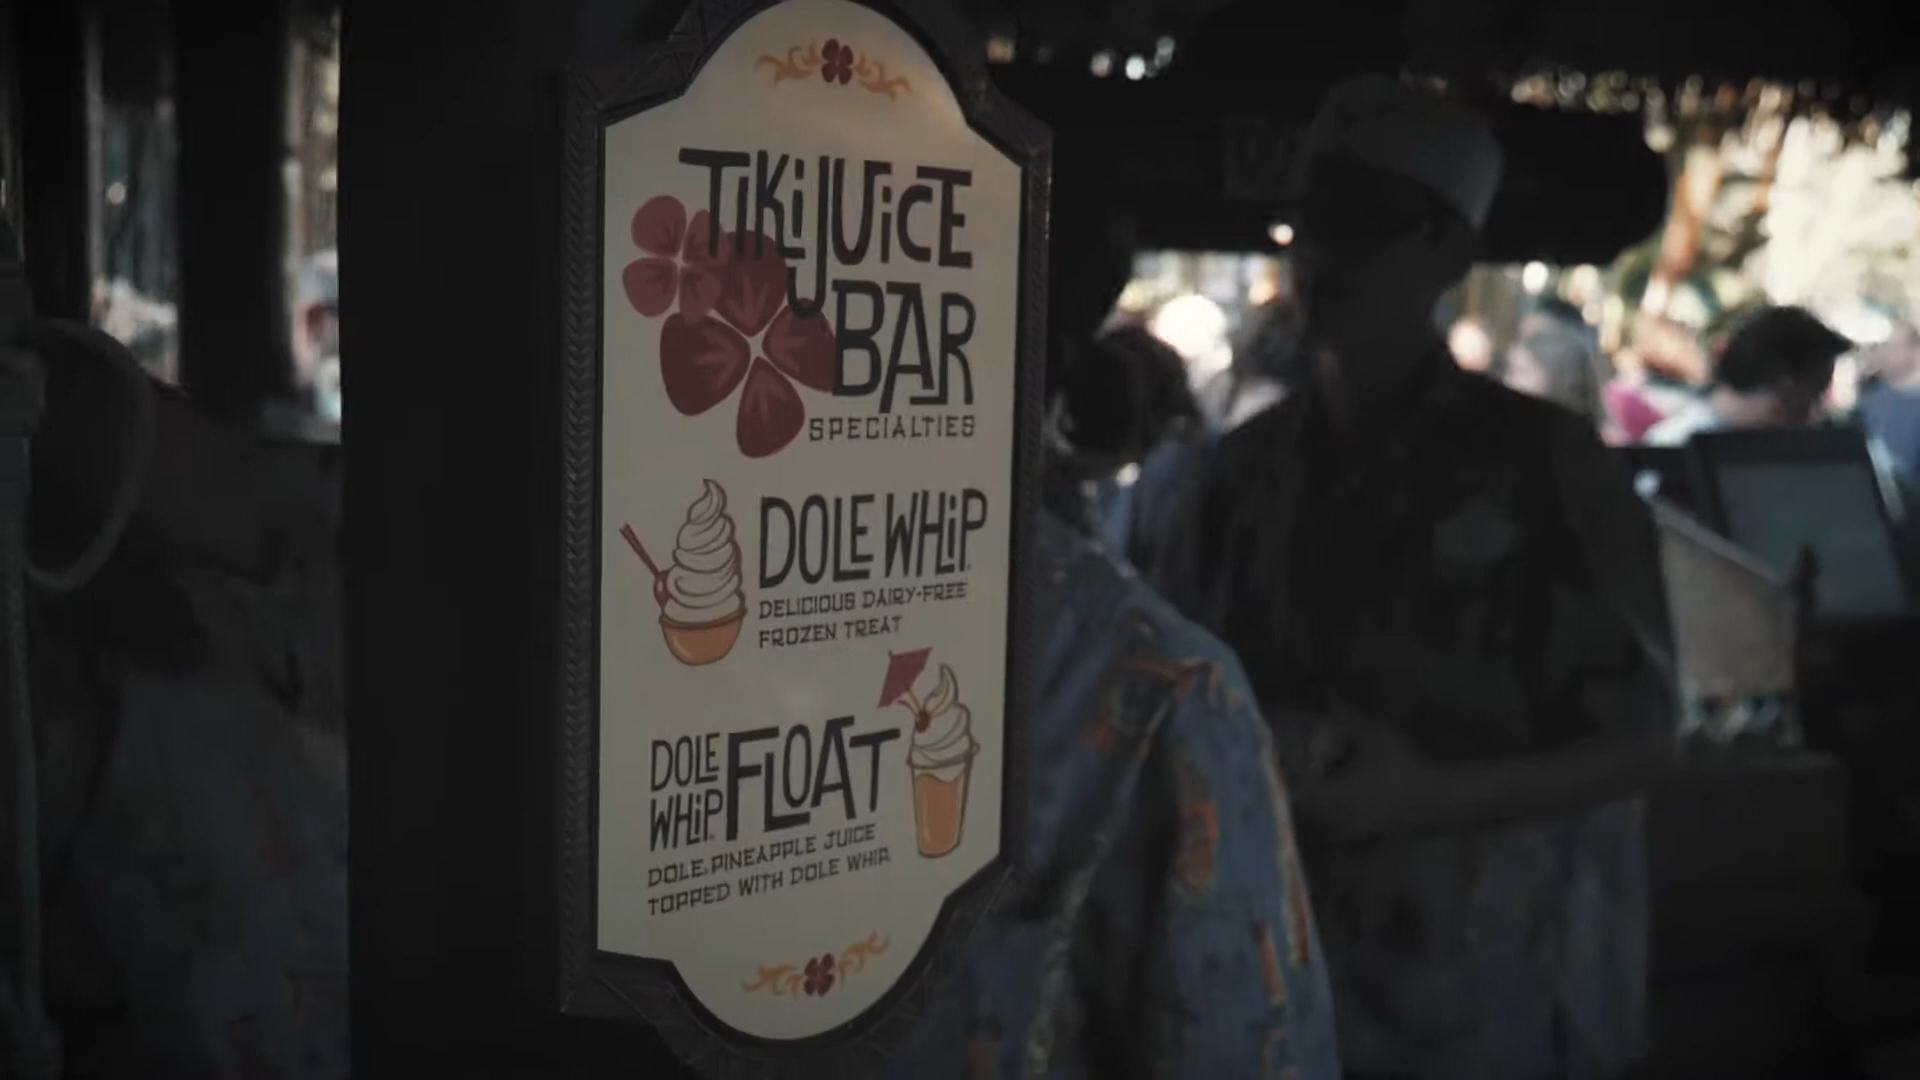 TIKI JUICE
BAR
SPECIALTIES
DOLE WHIP
DELICIOUS DAIRY-FREE
FROZEN TREAT
DOLE
WHIP FLOAT
DOLE PINEAPPLE JUICE
TOPPED WITH DOLE WHIP